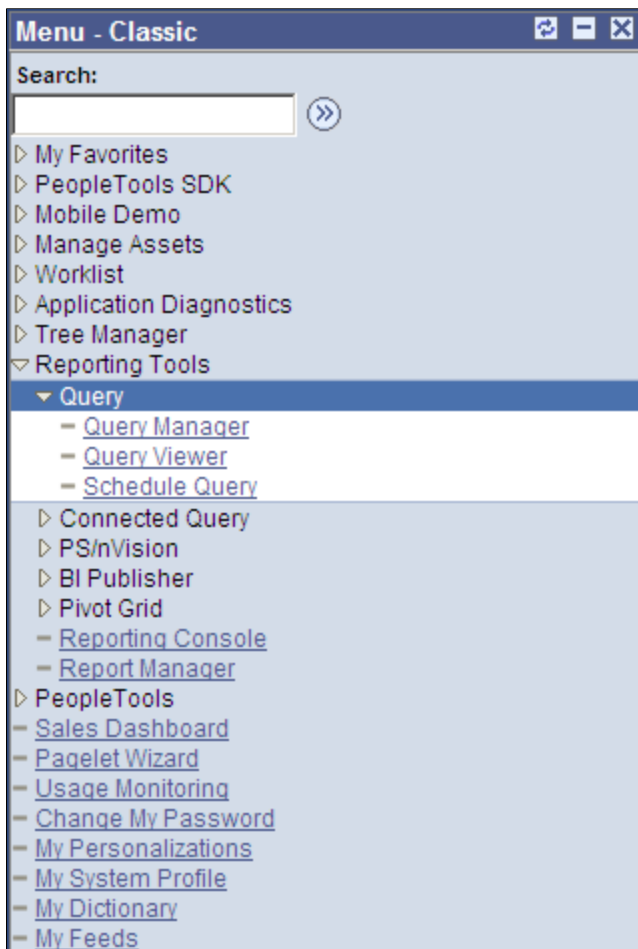 Menu - Classic
Search:
My Favorites
PeopleTools SDK
Mobile Demo
Manage Assets
Worklist
Application Diagnostics
Tree Manager
Reporting Tools
Query
Query Manager
Query Viewer
Schedule Query
Connected Query
PS/nVision
BI Publisher
Pivot Grid
Reporting Console
Report Manager
PeopleTools
Sales Dashboard
Pagelet Wizard
Usage Monitoring
Change My Password
My Personalizations
My System Profile
My Dictionary
My Feeds